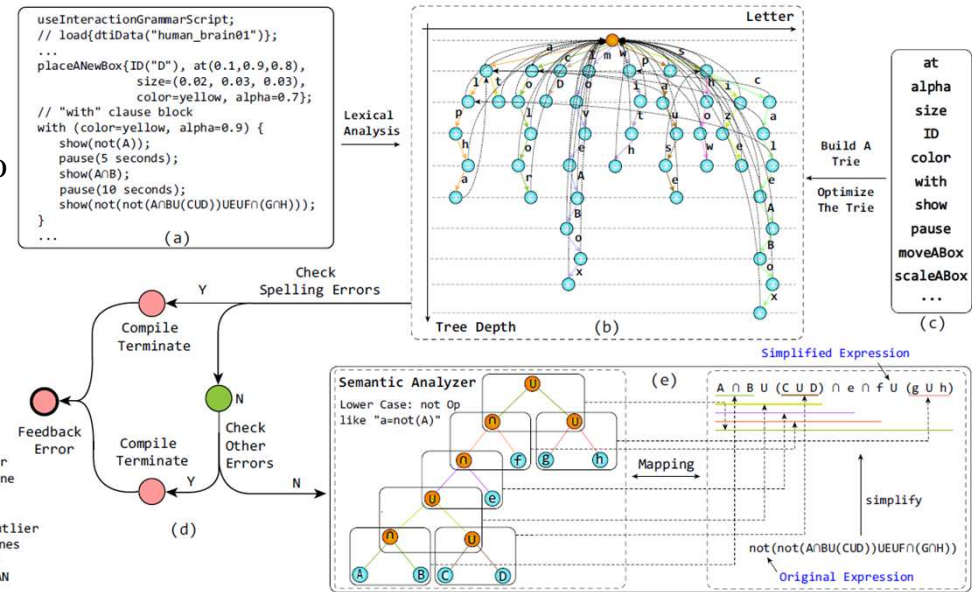 useInteractionGrammarScript;
// load{dtiData("human_brain01")};
...
placeANewBox{ID("D"), at(0.1,0.9,0.8),
size=(0.02, 0.03, 0.03),
color=yellow, alpha=0.7};
// "with" clause block
with (color=yellow, alpha=0.9) {
show(not(A));
pause(5 seconds);
show(A∩B);
pause(10 seconds);
show(not(not(A∩BU(CUD))UEUF∩(G∩H)));
}
...
(a)
Lexical
Analysis
Letter
a c I m w p s
l t o D o i a h i c
p l v t u o z a
h o e h s w e l
a r A e e
B A
o B
x o
x
Tree Depth
(b)
Build A
Trie
Optimize
The Trie
at
alpha
size
ID
color
with
show
pause
moveABox
scaleABox
...
(c)
Check
Spelling Errors
Y
Compile
Terminate
N
Feedback
Error
Check
Other
Errors
Compile
Terminate
Y
N
(d)
r
ne
utlier
nes
AN
Semantic Analyzer
Lower Case: not Op
like "a=not(A)"
U
∩ U
∩ f g h
U e
∩ U
A B C D
(e)
Mapping
Simplified Expression
A ∩ B U (C U D) ∩ e ∩ f U (g U h)
simplify
not(not(A∩BU(CUD))UEUF∩(G∩H))
Original Expression